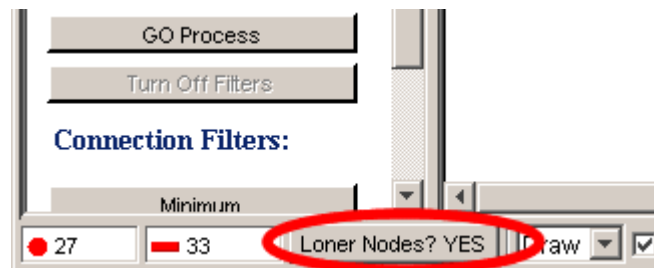 GO Process
Turn Off Filters
Connection Filters:
Minimum
27 33 Loner Nodes? YES Draw